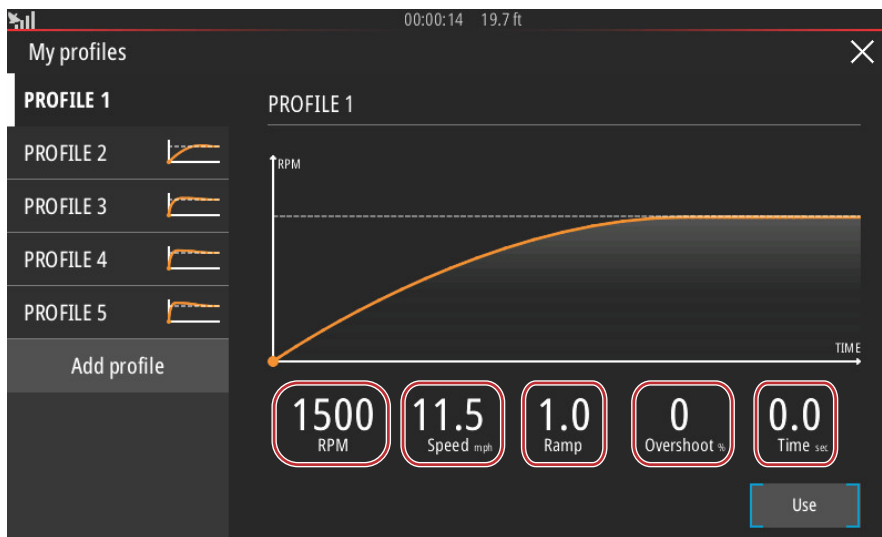 00:00:14 19.7 ft
My profiles
PROFILE 1
PROFILE 2
PROFILE 3
PROFILE 4
PROFILE 5
Add profile
PROFILE 1
RPM
TIME
1500
RPM
11.5
Speed mph
1.0
Ramp
0
Overshoot %
0.0
Time sec
Use